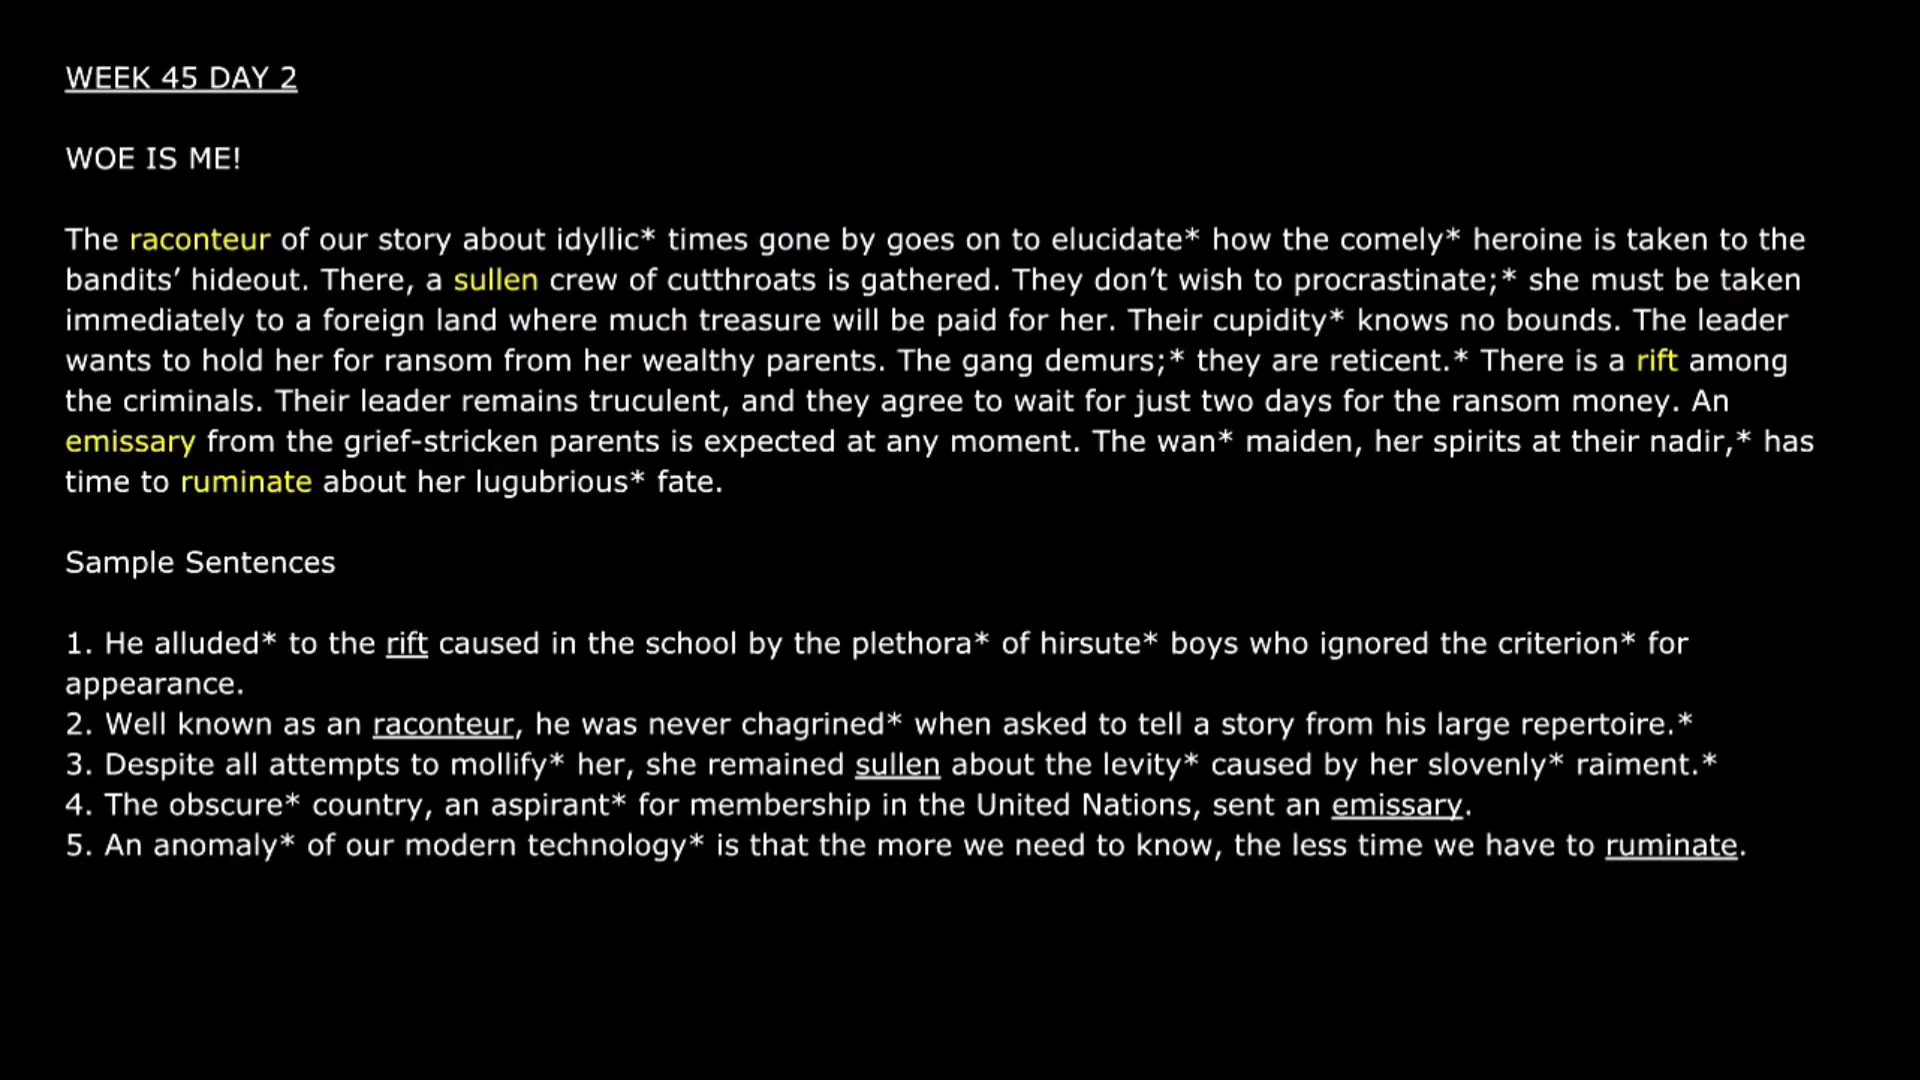 WEEK 45 DAY 2
WOE IS ME!
The raconteur of our story about idyllic* times gone by goes on to elucidate* how the comely* heroine is taken to the
bandits’ hideout. There, a sullen crew of cutthroats is gathered. They don’t wish to procrastinate;* she must be taken
immediately to a foreign land where much treasure will be paid for her. Their cupidity* knows no bounds. The leader
wants to hold her for ransom from her wealthy parents. The gang demurs;* they are reticent.* There is a rift among
the criminals. Their leader remains truculent, and they agree to wait for just two days for the ransom money. An
emissary from the grief-stricken parents is expected at any moment. The wan* maiden, her spirits at their nadir,* has
time to ruminate about her lugubrious* fate.
Sample Sentences
1. He alluded* to the rift caused in the school by the plethora* of hirsute* boys who ignored the criterion* for
appearance.
2. Well known as an raconteur, he was never chagrined* when asked to tell a story from his large repertoire.*
3. Despite all attempts to mollify* her, she remained sullen about the levity* caused by her slovenly* raiment.*
4. The obscure* country, an aspirant* for membership in the United Nations, sent an emissary.
5. An anomaly* of our modern technology* is that the more we need to know, the less time we have to ruminate.